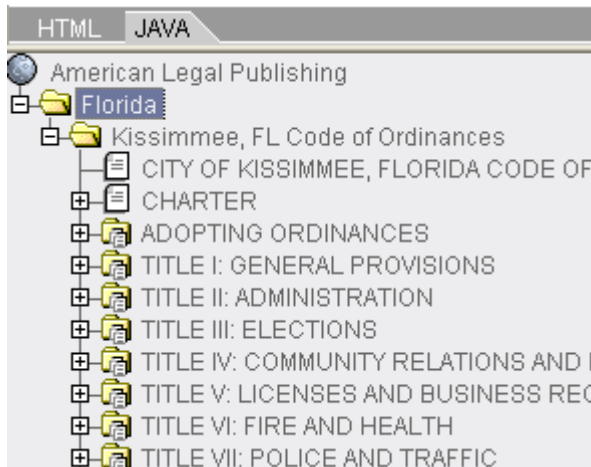 HTML JAVA
American Legal Publishing
Florida
Kissimmee, FL Code of Ordinances
CITY OF KISSIMMEE, FLORIDA CODE OF
CHARTER
ADOPTING ORDINANCES
TITLE I: GENERAL PROVISIONS
TITLE II: ADMINISTRATION
TITLE III: ELECTIONS
TITLE IV: COMMUNITY RELATIONS AND
TITLE V: LICENSES AND BUSINESS REG
TITLE VI: FIRE AND HEALTH
TITLE VII: POLICE AND TRAFFIC